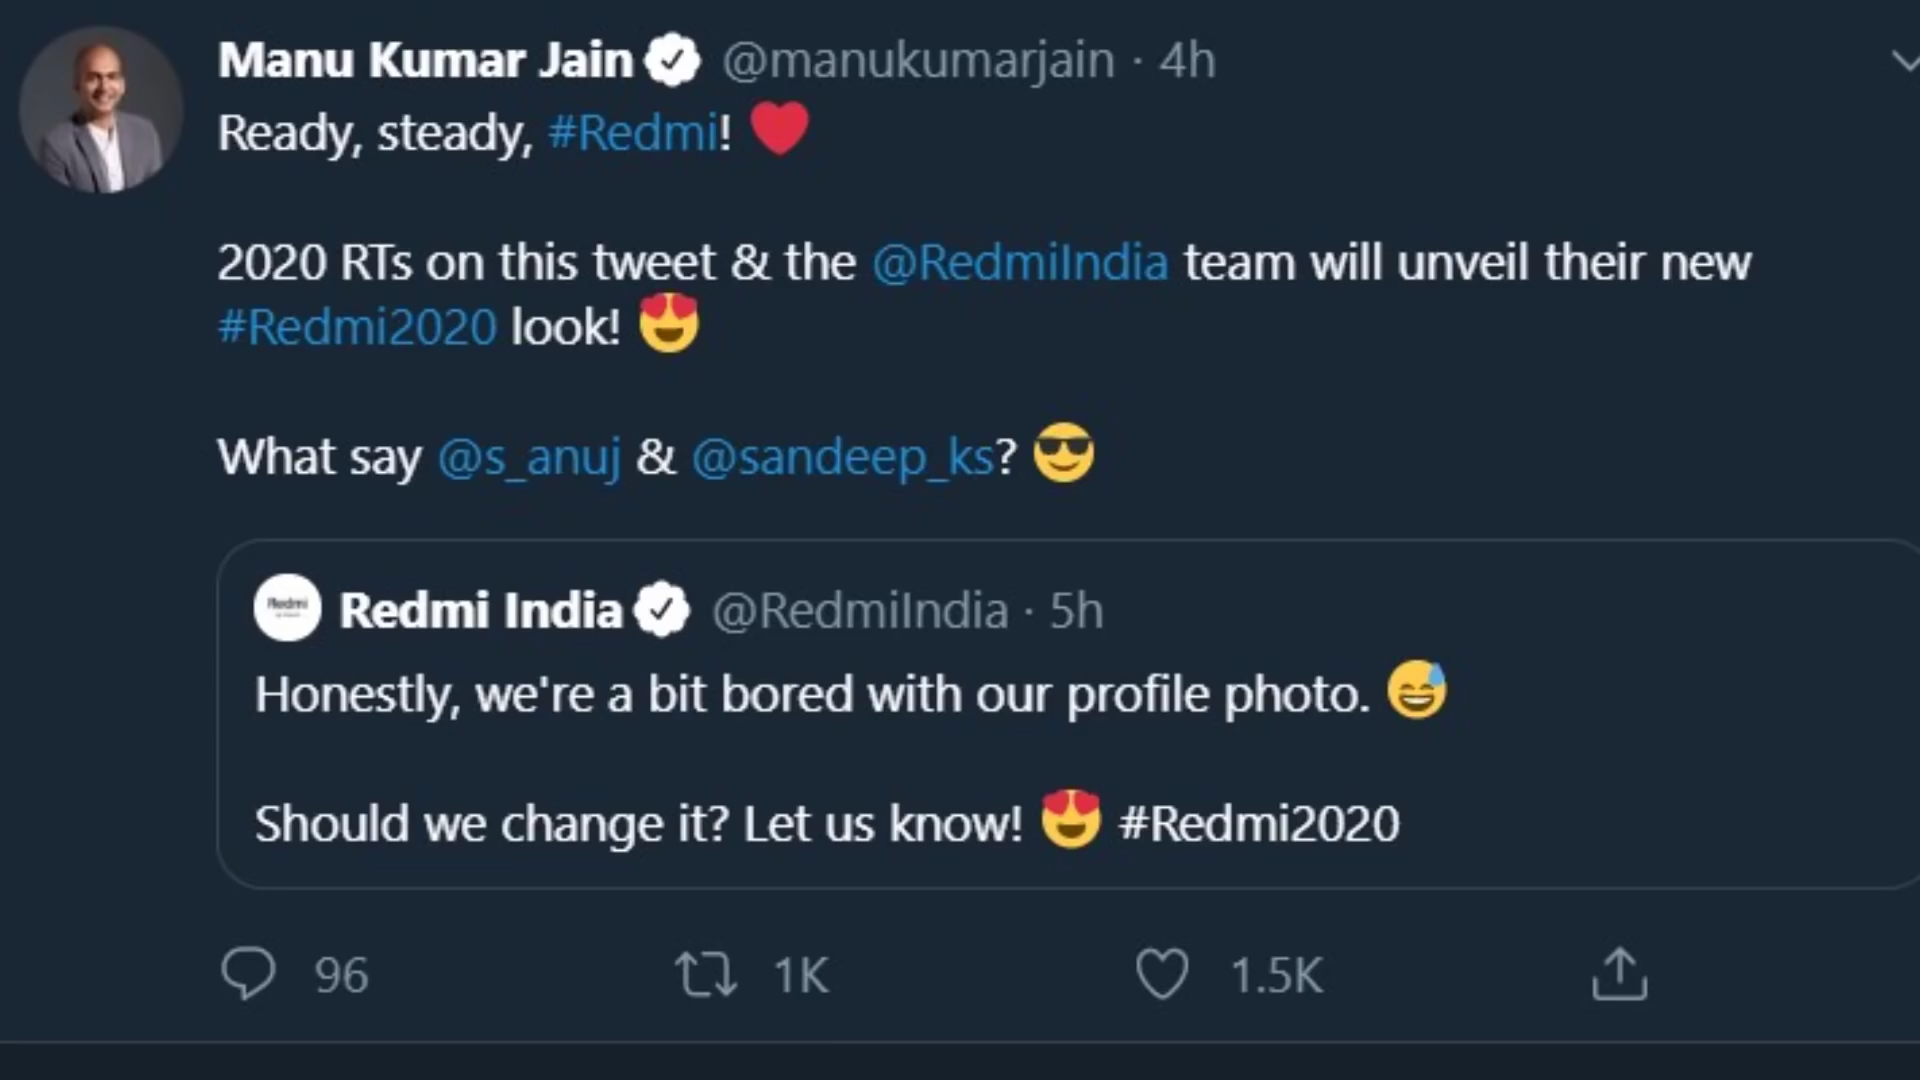 Manu Kumar Jain @manukumarjain · 4h
Ready, steady, #Redmi! ❤️
2020 RTs on this tweet & the @RedmiIndia team will unveil their new
#Redmi2020 look! 😍
What say @s_anuj & @sandeep_ks? 😎
Redmi
Redmi India @RedmiIndia · 5h
Honestly, we're a bit bored with our profile photo. 😅
Should we change it? Let us know! 😍 #Redmi2020
96 1K 1.5K